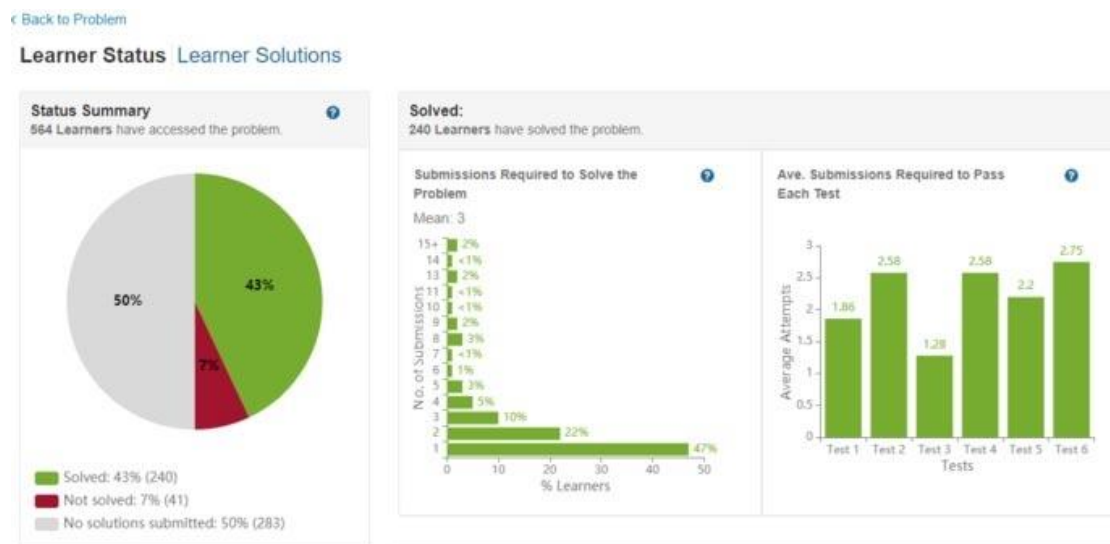 ‹ Back to Problem
Learner Status Learner Solutions
Status Summary
564 Learners have accessed the problem.
50%
43%
7%
Solved: 43% (240)
Not solved: 7% (41)
No solutions submitted: 50% (283)
Solved:
240 Learners have solved the problem.
Submissions Required to Solve the
Problem
Mean: 3
No. of Submissions
15+ 2%
14 <1%
13 2%
11 <1%
10 <1%
9 2%
8 3%
7 <1%
6 1%
5 3%
4 5%
3 10%
2 22%
1 47%
0 10 20 30 40 50
% Learners
Ave. Submissions Required to Pass
Each Test
Average Attempts
3
2.5
2
1.5
1
0.5
0
1.86 2.58 1.28 2.58 2.2 2.75
Test 1 Test 2 Test 3 Test 4 Test 5 Test 6
Tests